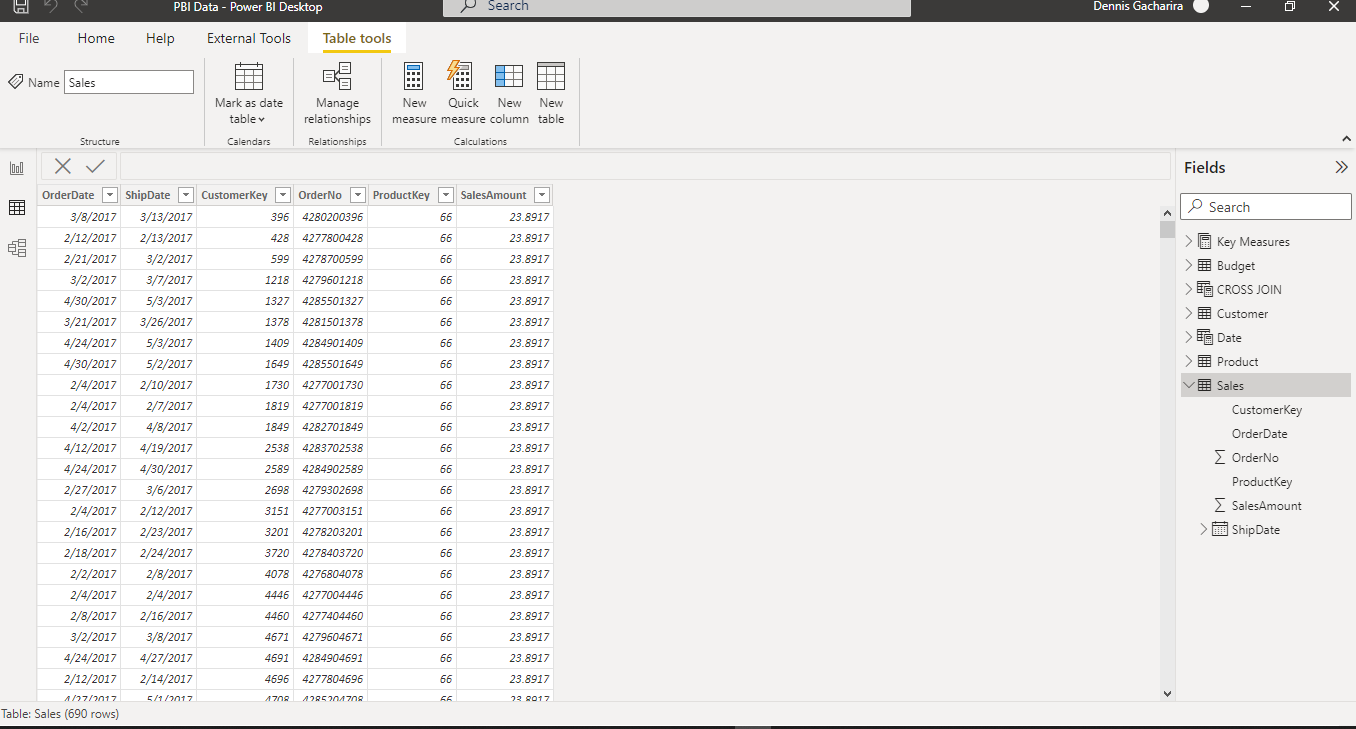 PBI Data - Power BI Desktop
Search
Dennis Gacharira
File Home Help External Tools Table tools
Name Sales
Mark as date table
Manage relationships
New measure
Quick measure
New column
New table
Structure Calendars Relationships Calculations
OrderDate ShipDate CustomerKey OrderNo ProductKey SalesAmount
3/8/2017 3/13/2017 396 4280200396 66 23.8917
2/12/2017 2/13/2017 428 4277800428 66 23.8917
2/21/2017 3/2/2017 599 4278700599 66 23.8917
3/2/2017 3/7/2017 1218 4279601218 66 23.8917
4/30/2017 5/3/2017 1327 4285501327 66 23.8917
3/21/2017 3/26/2017 1378 4281501378 66 23.8917
4/24/2017 5/3/2017 1409 4284901409 66 23.8917
4/30/2017 5/2/2017 1649 4285501649 66 23.8917
2/4/2017 2/10/2017 1730 4277001730 66 23.8917
2/4/2017 2/7/2017 1819 4277001819 66 23.8917
4/2/2017 4/8/2017 1849 4282701849 66 23.8917
4/12/2017 4/19/2017 2538 4283702538 66 23.8917
4/24/2017 4/30/2017 2589 4284902589 66 23.8917
2/27/2017 3/6/2017 2698 4279302698 66 23.8917
2/4/2017 2/12/2017 3151 4277003151 66 23.8917
2/16/2017 2/23/2017 3201 4278203201 66 23.8917
2/18/2017 2/24/2017 3720 4278403720 66 23.8917
2/2/2017 2/8/2017 4078 4276804078 66 23.8917
2/4/2017 2/4/2017 4446 4277004446 66 23.8917
2/8/2017 2/16/2017 4460 4277404460 66 23.8917
3/2/2017 3/8/2017 4671 4279604671 66 23.8917
4/24/2017 4/27/2017 4691 4284904691 66 23.8917
2/12/2017 2/14/2017 4696 4277804696 66 23.8917
4/27/2017 5/1/2017 4708 4285204708 66 23.8917
Fields
Search
Key Measures
Budget
CROSS JOIN
Customer
Date
Product
Sales
CustomerKey
OrderDate
∑ OrderNo
ProductKey
∑ SalesAmount
ShipDate
Table: Sales (690 rows)